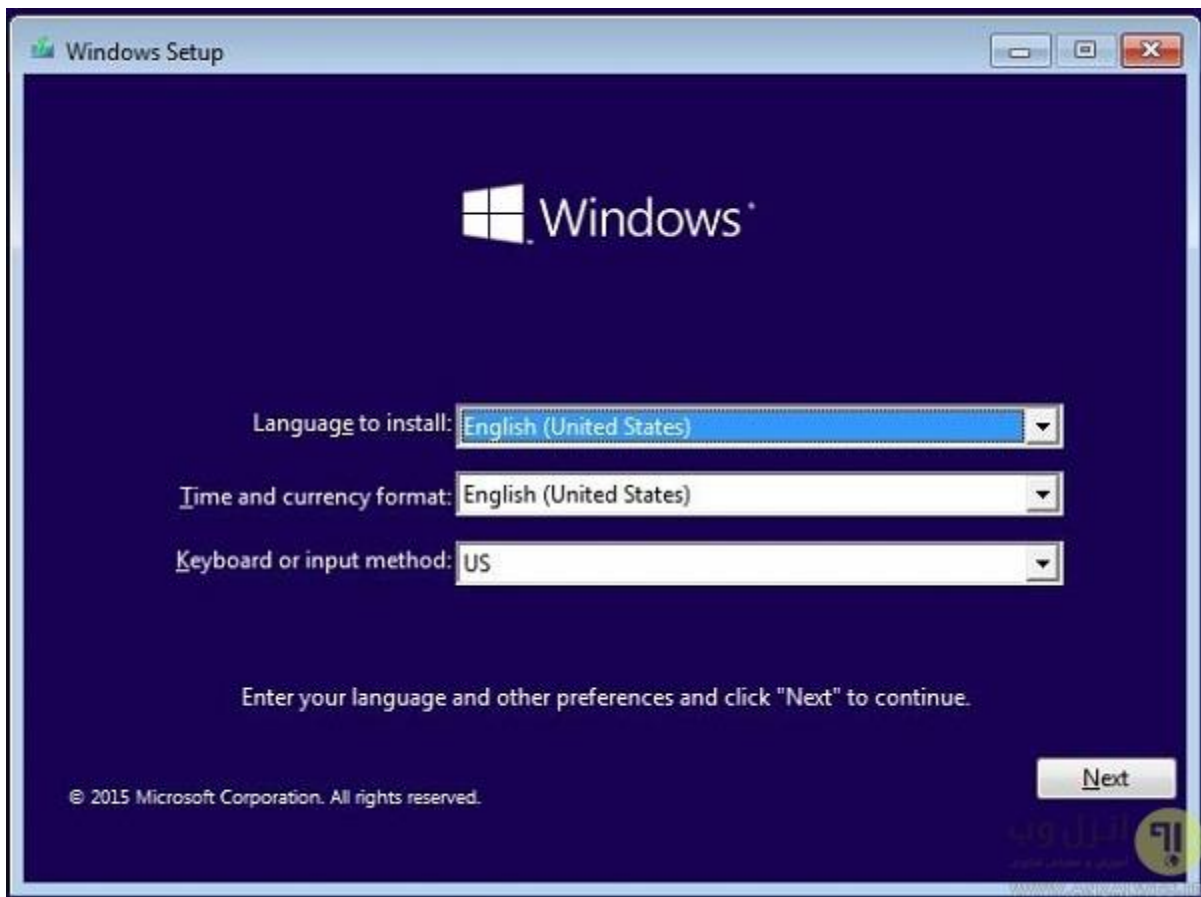 Windows Setup
Windows
Language to install: English (United States)
Time and currency format: English (United States)
Keyboard or input method: US
Enter your language and other preferences and click "Next" to continue.
Next
© 2015 Microsoft Corporation. All rights reserved.
انزل وب